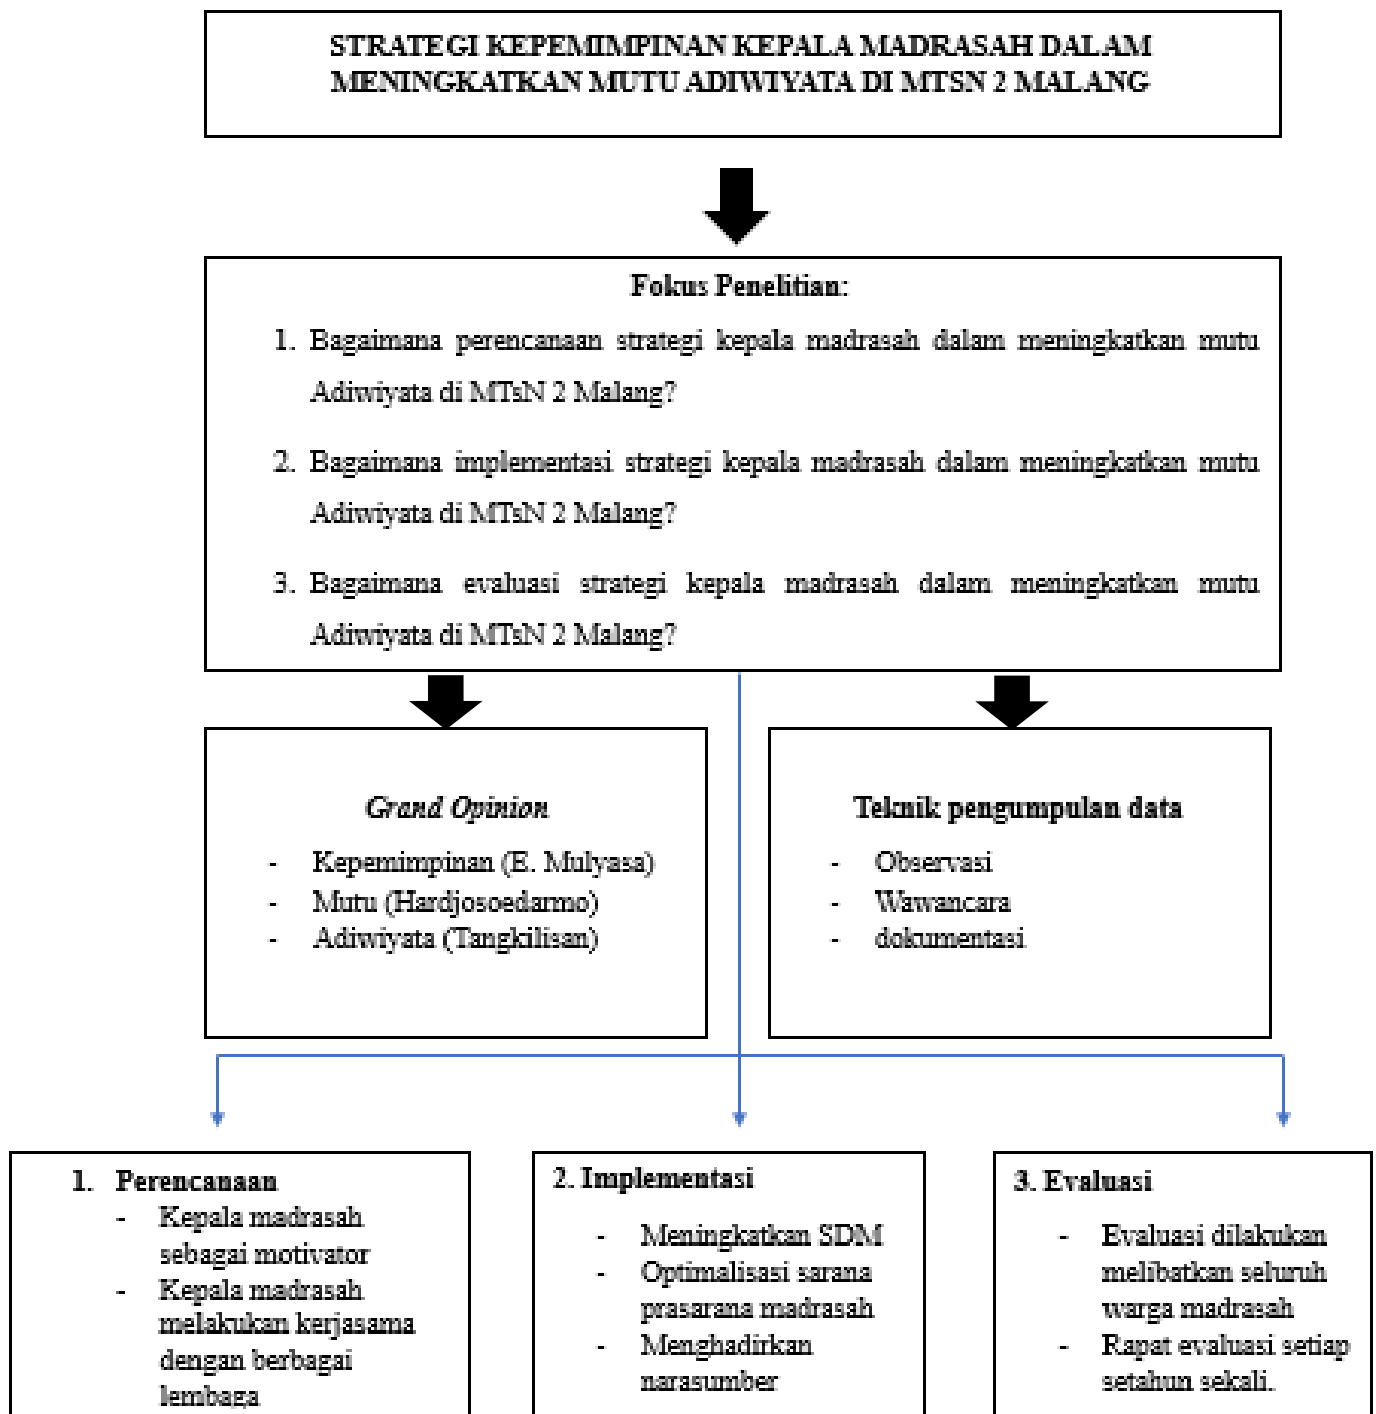 STRATEGI KEPEMIMPINAN KEPALA MADRASAH DALAM
MENINGKATKAN MUTU ADIWIYATA DI MTSN 2 MALANG
Fokus Penelitian:
1. Bagaimana perencanaan strategi kepala madrasah dalam meningkatkan mutu
Adiwiyata di MTsN 2 Malang?
2. Bagaimana implementasi strategi kepala madrasah dalam meningkatkan mutu
Adiwiyata di MTsN 2 Malang?
3. Bagaimana evaluasi strategi kepala madrasah dalam meningkatkan mutu
Adiwiyata di MTsN 2 Malang?
Grand Opinion
- Kepemimpinan (E. Mulyasa)
- Mutu (Hardjosoedarmo)
- Adiwiyata (Tangkilisan)
Teknik pengumpulan data
- Observasi
- Wawancara
- dokumentasi
1. Perencanaan
- Kepala madrasah
sebagai motivator
- Kepala madrasah
melakukan kerjasama
dengan berbagai
lembaga
2. Implementasi
- Meningkatkan SDM
- Optimalisasi sarana
prasarana madrasah
- Menghadirkan
narasumber
3. Evaluasi
- Evaluasi dilakukan
melibatkan seluruh
warga madrasah
- Rapat evaluasi setiap
setahun sekali.